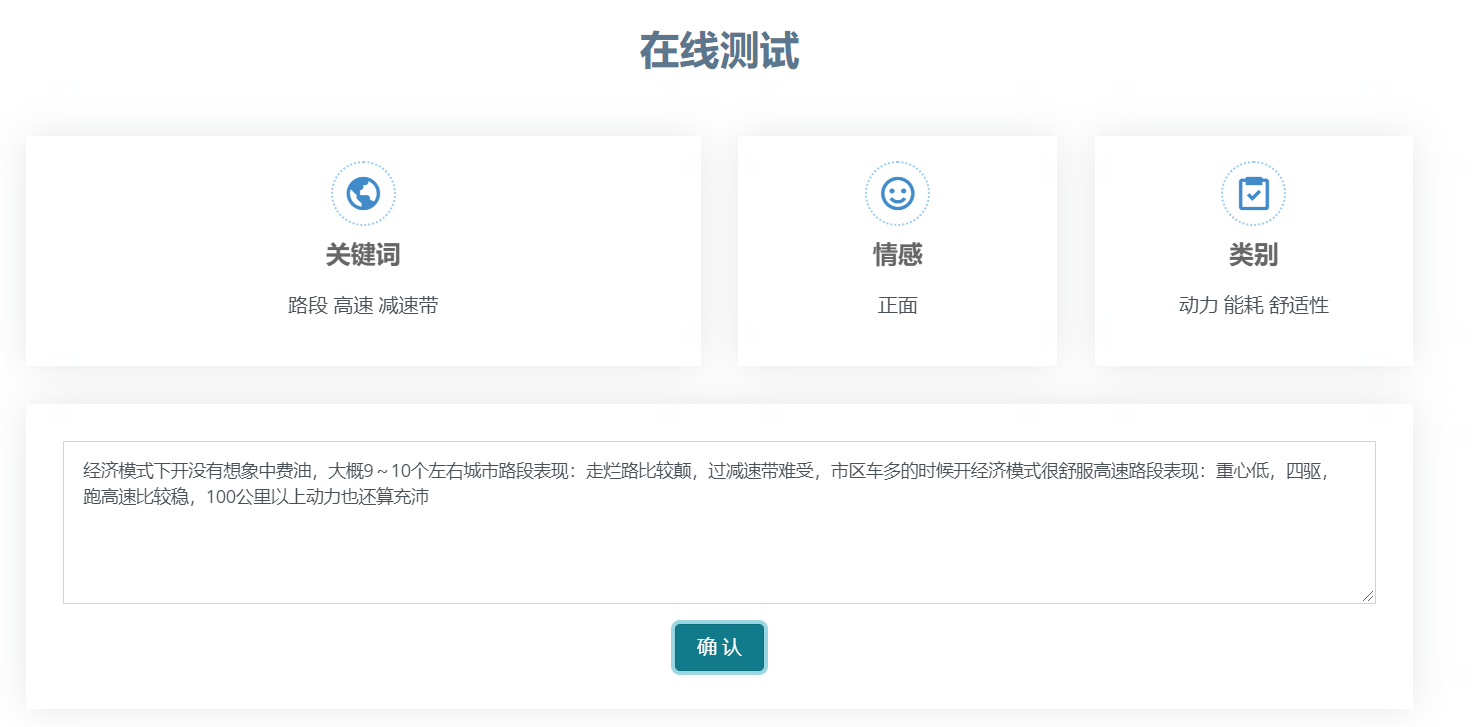 在线测试
关键词
路段 高速 减速带
情感
正面
类别
动力 能耗 舒适性
经济模式下开没有想象中费油，大概9～10个左右城市路段表现：走烂路比较颠，过减速带难受，市区车多的时候开经济模式很舒服高速路段表现：重心低，四驱，
跑高速比较稳，100公里以上动力也还算充沛
确 认